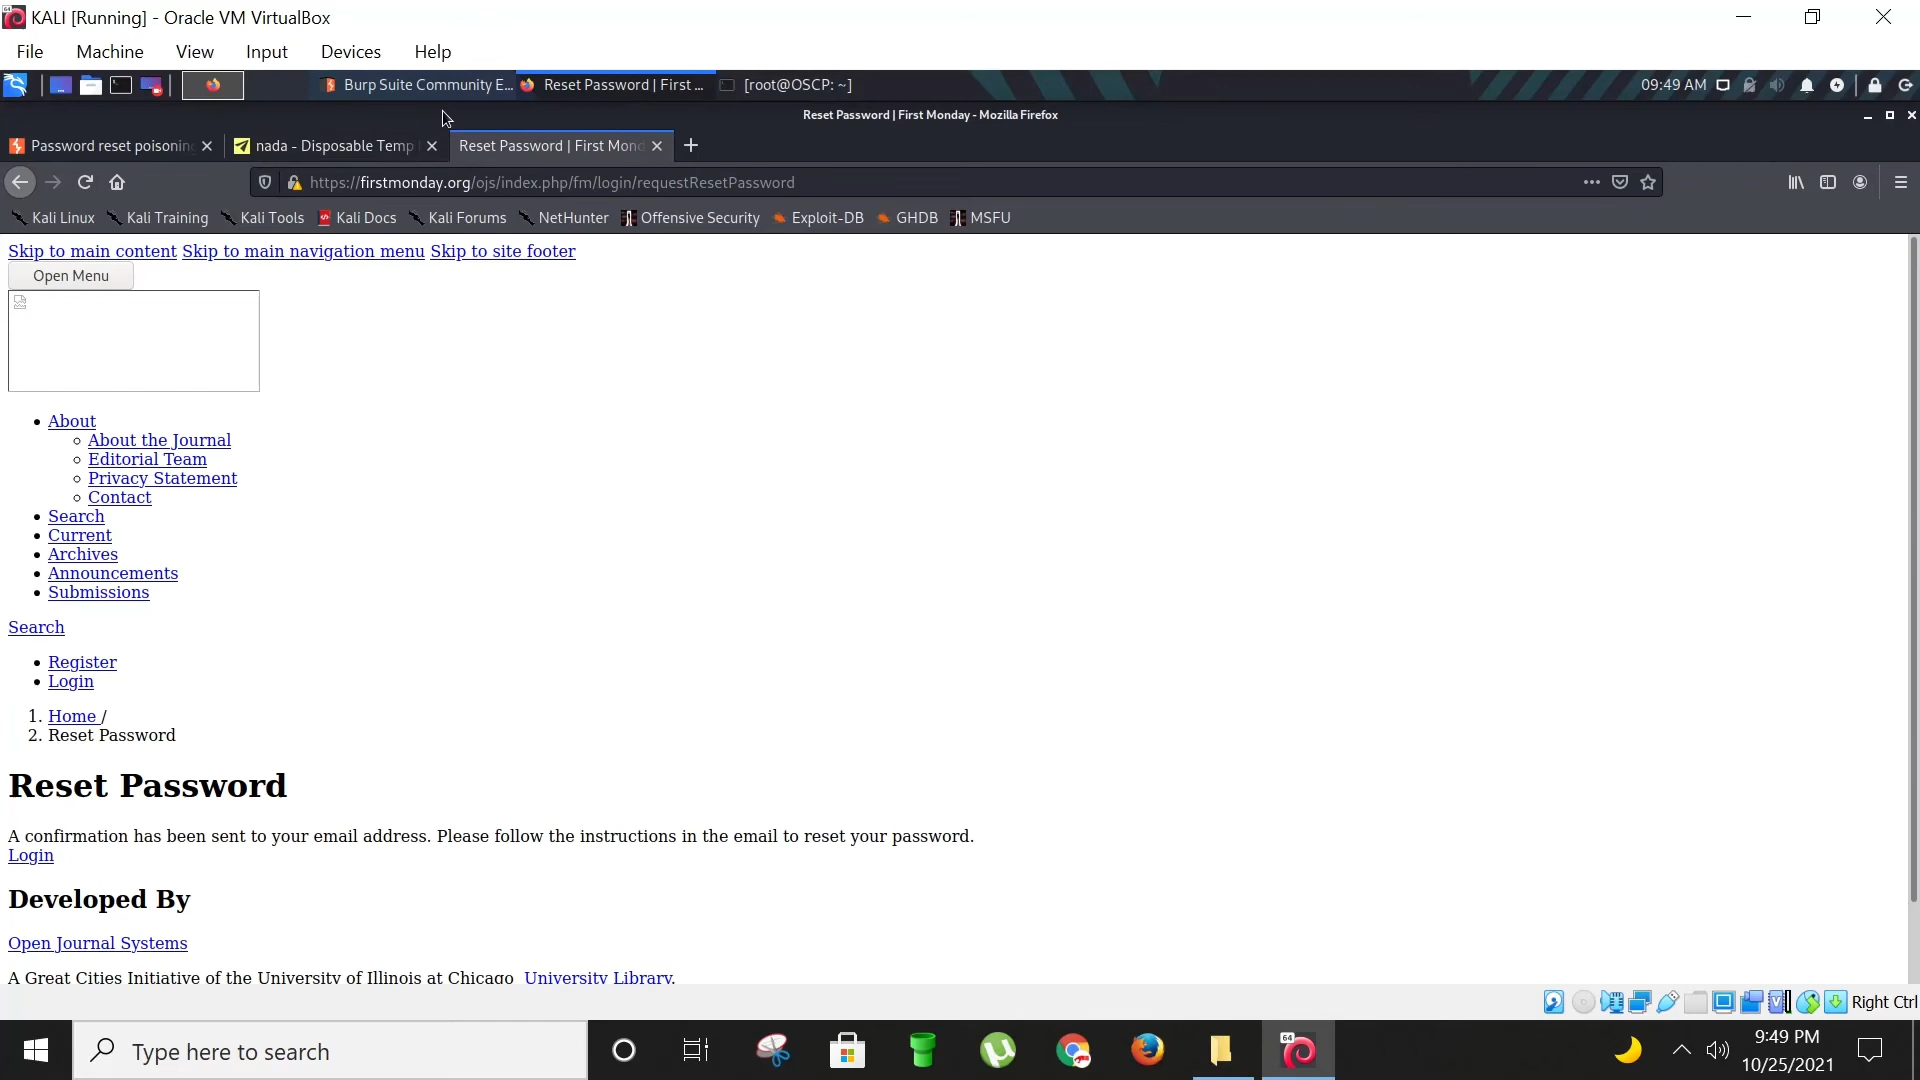 KALI [Running] - Oracle VM VirtualBox
File Machine View Input Devices Help
Burp Suite Community E... Reset Password | First ... [root@OSCP: ~] 09:49 AM
Reset Password | First Monday - Mozilla Firefox
Password reset poisoning nada - Disposable Temp Reset Password | First Mon
https://firstmonday.org/ojs/index.php/fm/login/requestResetPassword
Kali Linux Kali Training Kali Tools Kali Docs Kali Forums NetHunter Offensive Security Exploit-DB GHDB MSFU
Skip to main content Skip to main navigation menu Skip to site footer
Open Menu
About
About the Journal
Editorial Team
Privacy Statement
Contact
Search
Current
Archives
Announcements
Submissions
Search
Register
Login
1. Home /
2. Reset Password
Reset Password
A confirmation has been sent to your email address. Please follow the instructions in the email to reset your password.
Login
Developed By
Open Journal Systems
A Great Cities Initiative of the University of Illinois at Chicago University Library.
Right Ctrl
Type here to search
64
9:49 PM
10/25/2021